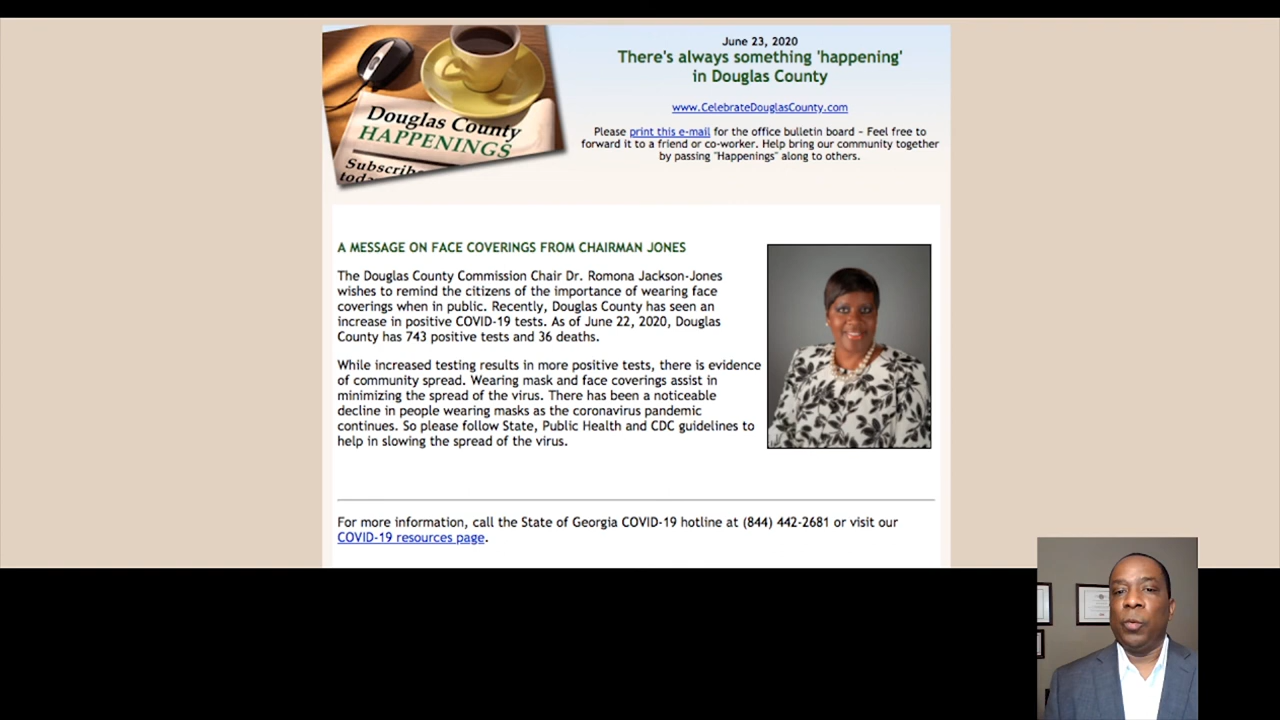 June 23, 2020
There's always something 'happening'
in Douglas County
www.CelebrateDouglasCounty.com
Please print this e-mail for the office bulletin board ~ Feel free to
forward it to a friend or co-worker. Help bring our community together
by passing "Happenings" along to others.
Douglas County
HAPPENINGS
Subscribe
today
A MESSAGE ON FACE COVERINGS FROM CHAIRMAN JONES
The Douglas County Commission Chair Dr. Romona Jackson-Jones
wishes to remind the citizens of the importance of wearing face
coverings when in public. Recently, Douglas County has seen an
increase in positive COVID-19 tests. As of June 22, 2020, Douglas
County has 743 positive tests and 36 deaths.
While increased testing results in more positive tests, there is evidence
of community spread. Wearing mask and face coverings assist in
minimizing the spread of the virus. There has been a noticeable
decline in people wearing masks as the coronavirus pandemic
continues. So please follow State, Public Health and CDC guidelines to
help in slowing the spread of the virus.
For more information, call the State of Georgia COVID-19 hotline at (844) 442-2681 or visit our
COVID-19 resources page.